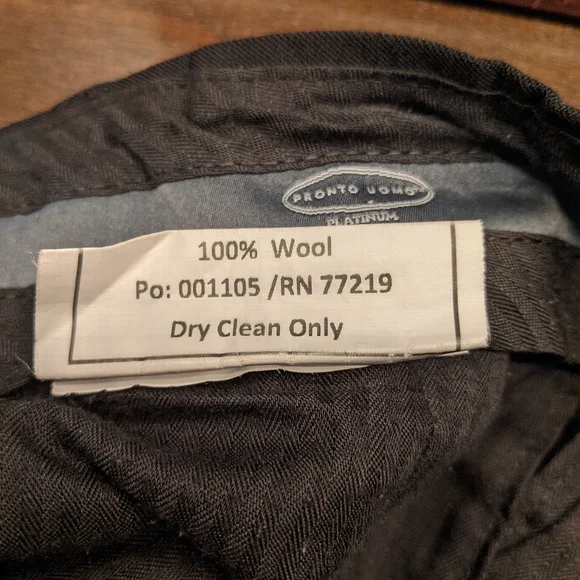 PRONTO UOMO
PLATINUM
100% Wool
Po: 001105 /RN 77219
Dry Clean Only